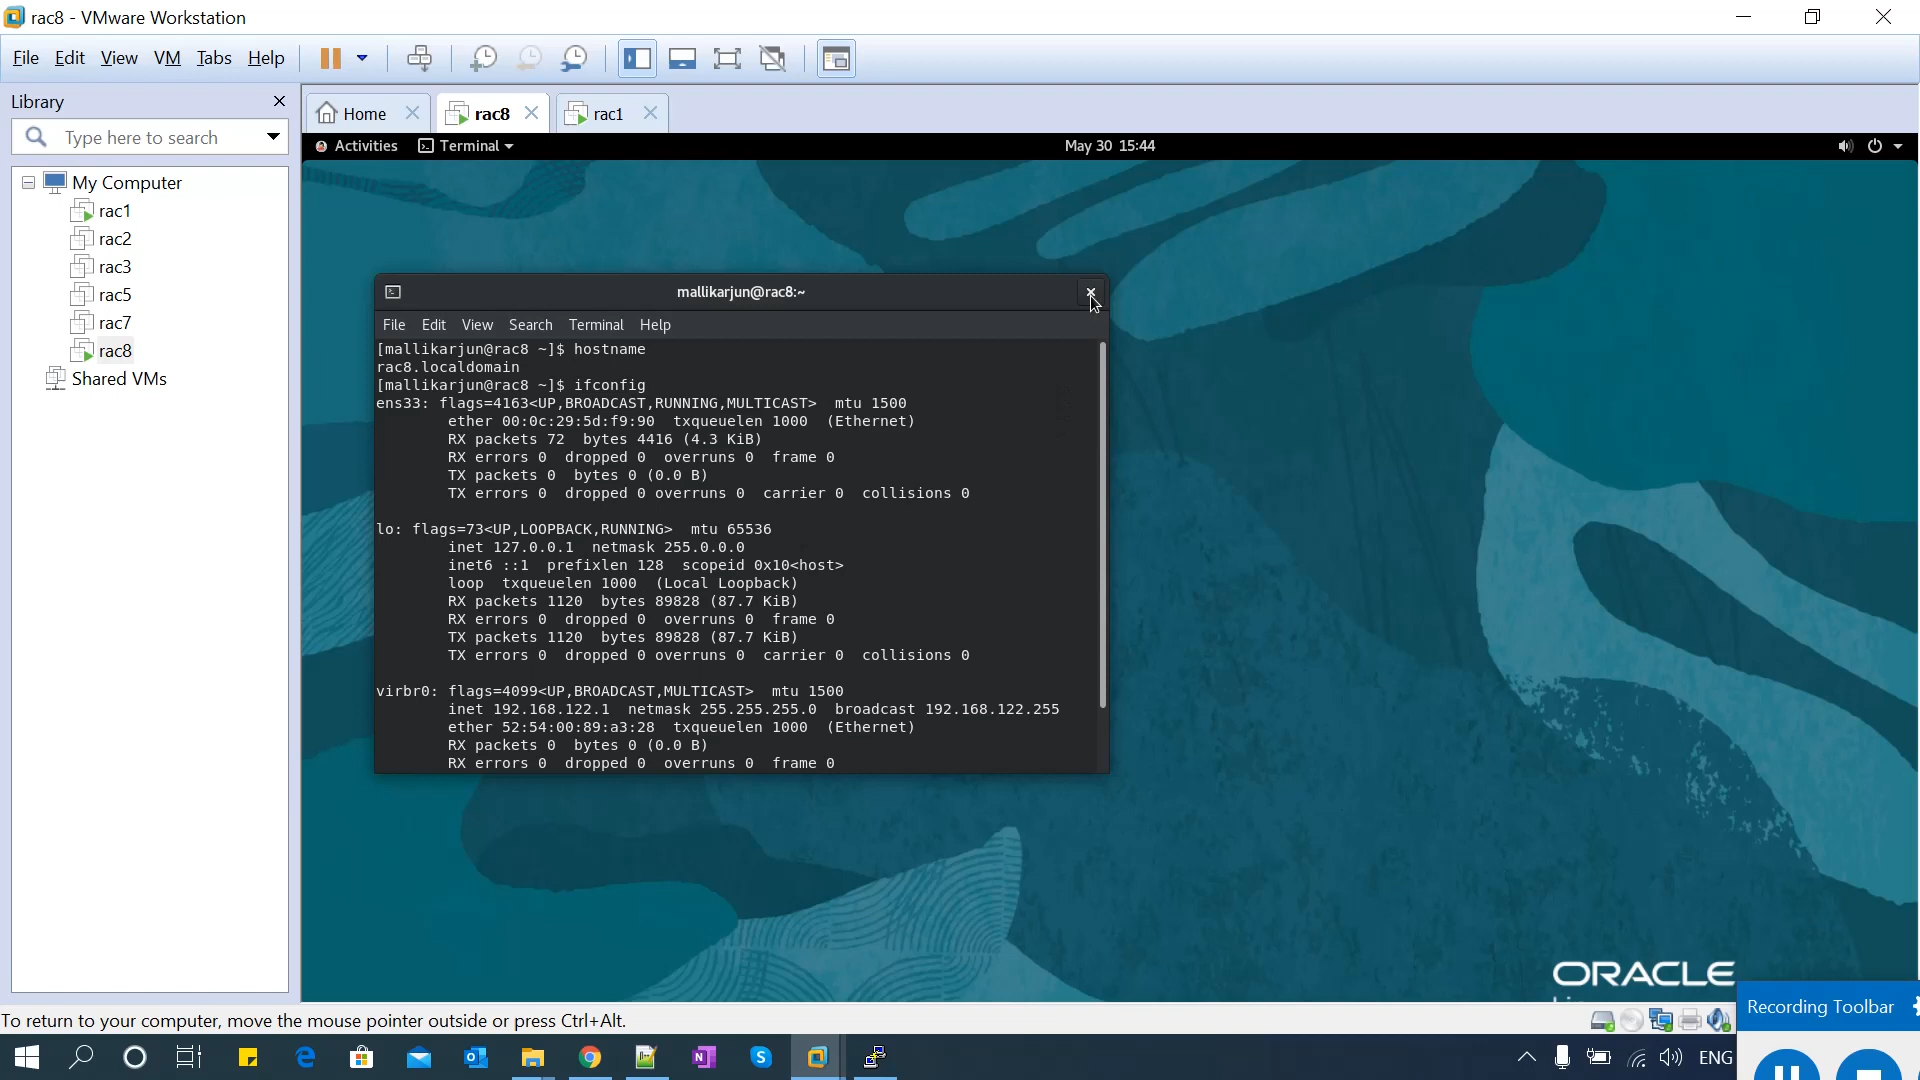 rac8 - VMware Workstation
File Edit View VM Tabs Help
Library
Type here to search
My Computer
rac1
rac2
rac3
rac5
rac7
rac8
Shared VMs
Home rac8 rac1
Activities Terminal May 30 15:44
mallikarjun@rac8:~
File Edit View Search Terminal Help
[mallikarjun@rac8 ~]$ hostname
rac8.localdomain
[mallikarjun@rac8 ~]$ ifconfig
ens33: flags=4163<UP,BROADCAST,RUNNING,MULTICAST> mtu 1500
ether 00:0c:29:5d:f9:90 txqueuelen 1000 (Ethernet)
RX packets 72 bytes 4416 (4.3 KiB)
RX errors 0 dropped 0 overruns 0 frame 0
TX packets 0 bytes 0 (0.0 B)
TX errors 0 dropped 0 overruns 0 carrier 0 collisions 0
lo: flags=73<UP,LOOPBACK,RUNNING> mtu 65536
inet 127.0.0.1 netmask 255.0.0.0
inet6 ::1 prefixlen 128 scopeid 0x10<host>
loop txqueuelen 1000 (Local Loopback)
RX packets 1120 bytes 89828 (87.7 KiB)
RX errors 0 dropped 0 overruns 0 frame 0
TX packets 1120 bytes 89828 (87.7 KiB)
TX errors 0 dropped 0 overruns 0 carrier 0 collisions 0
virbr0: flags=4099<UP,BROADCAST,MULTICAST> mtu 1500
inet 192.168.122.1 netmask 255.255.255.0 broadcast 192.168.122.255
ether 52:54:00:89:a3:28 txqueuelen 1000 (Ethernet)
RX packets 0 bytes 0 (0.0 B)
RX errors 0 dropped 0 overruns 0 frame 0
ORACLE
Recording Toolbar
To return to your computer, move the mouse pointer outside or press Ctrl+Alt.
ENG